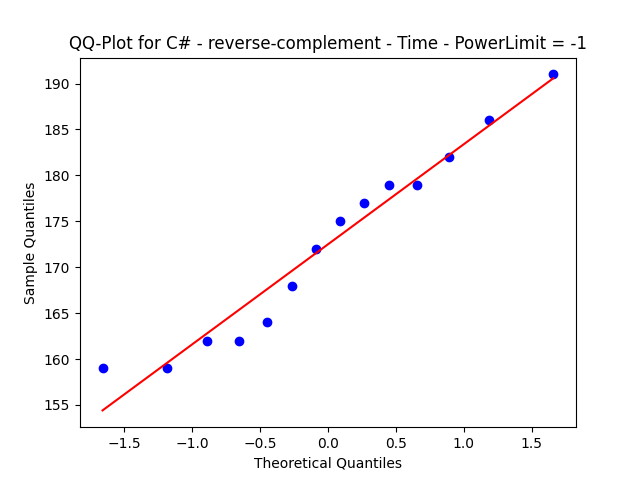 QQ-Plot for C# - reverse-complement - Time - PowerLimit = -1
Sample Quantiles
190
185
180
175
170
165
160
155
−1.5 −1.0 −0.5 0.0 0.5 1.0 1.5
Theoretical Quantiles